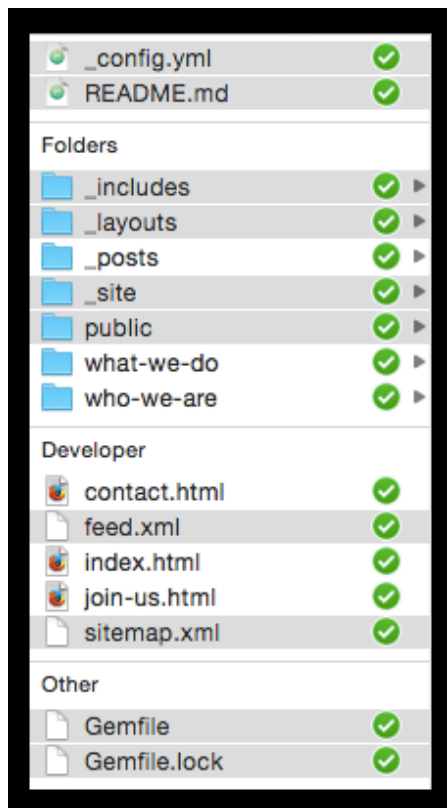 _config.yml
README.md
Folders
_includes
_layouts
_posts
_site
public
what-we-do
who-we-are
Developer
contact.html
feed.xml
index.html
join-us.html
sitemap.xml
Other
Gemfile
Gemfile.lock